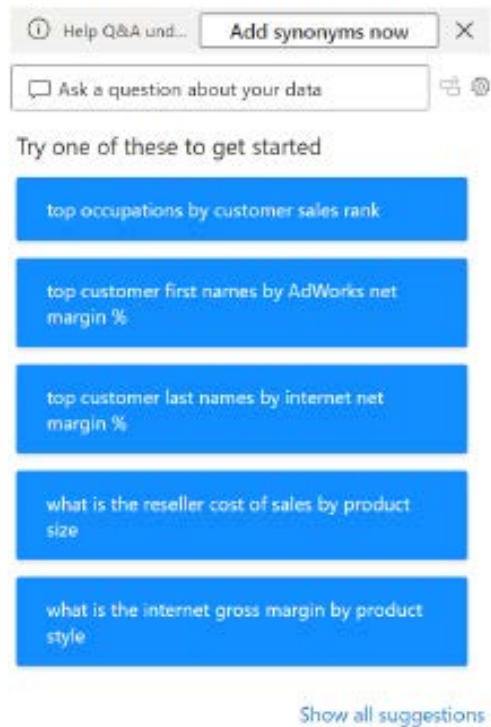 Help Q&A und...
Add synonyms now
Ask a question about your data
Try one of these to get started
top occupations by customer sales rank
top customer first names by AdWorks net
margin %
top customer last names by internet net
margin %
what is the reseller cost of sales by product
size
what is the internet gross margin by product
style
Show all suggestions